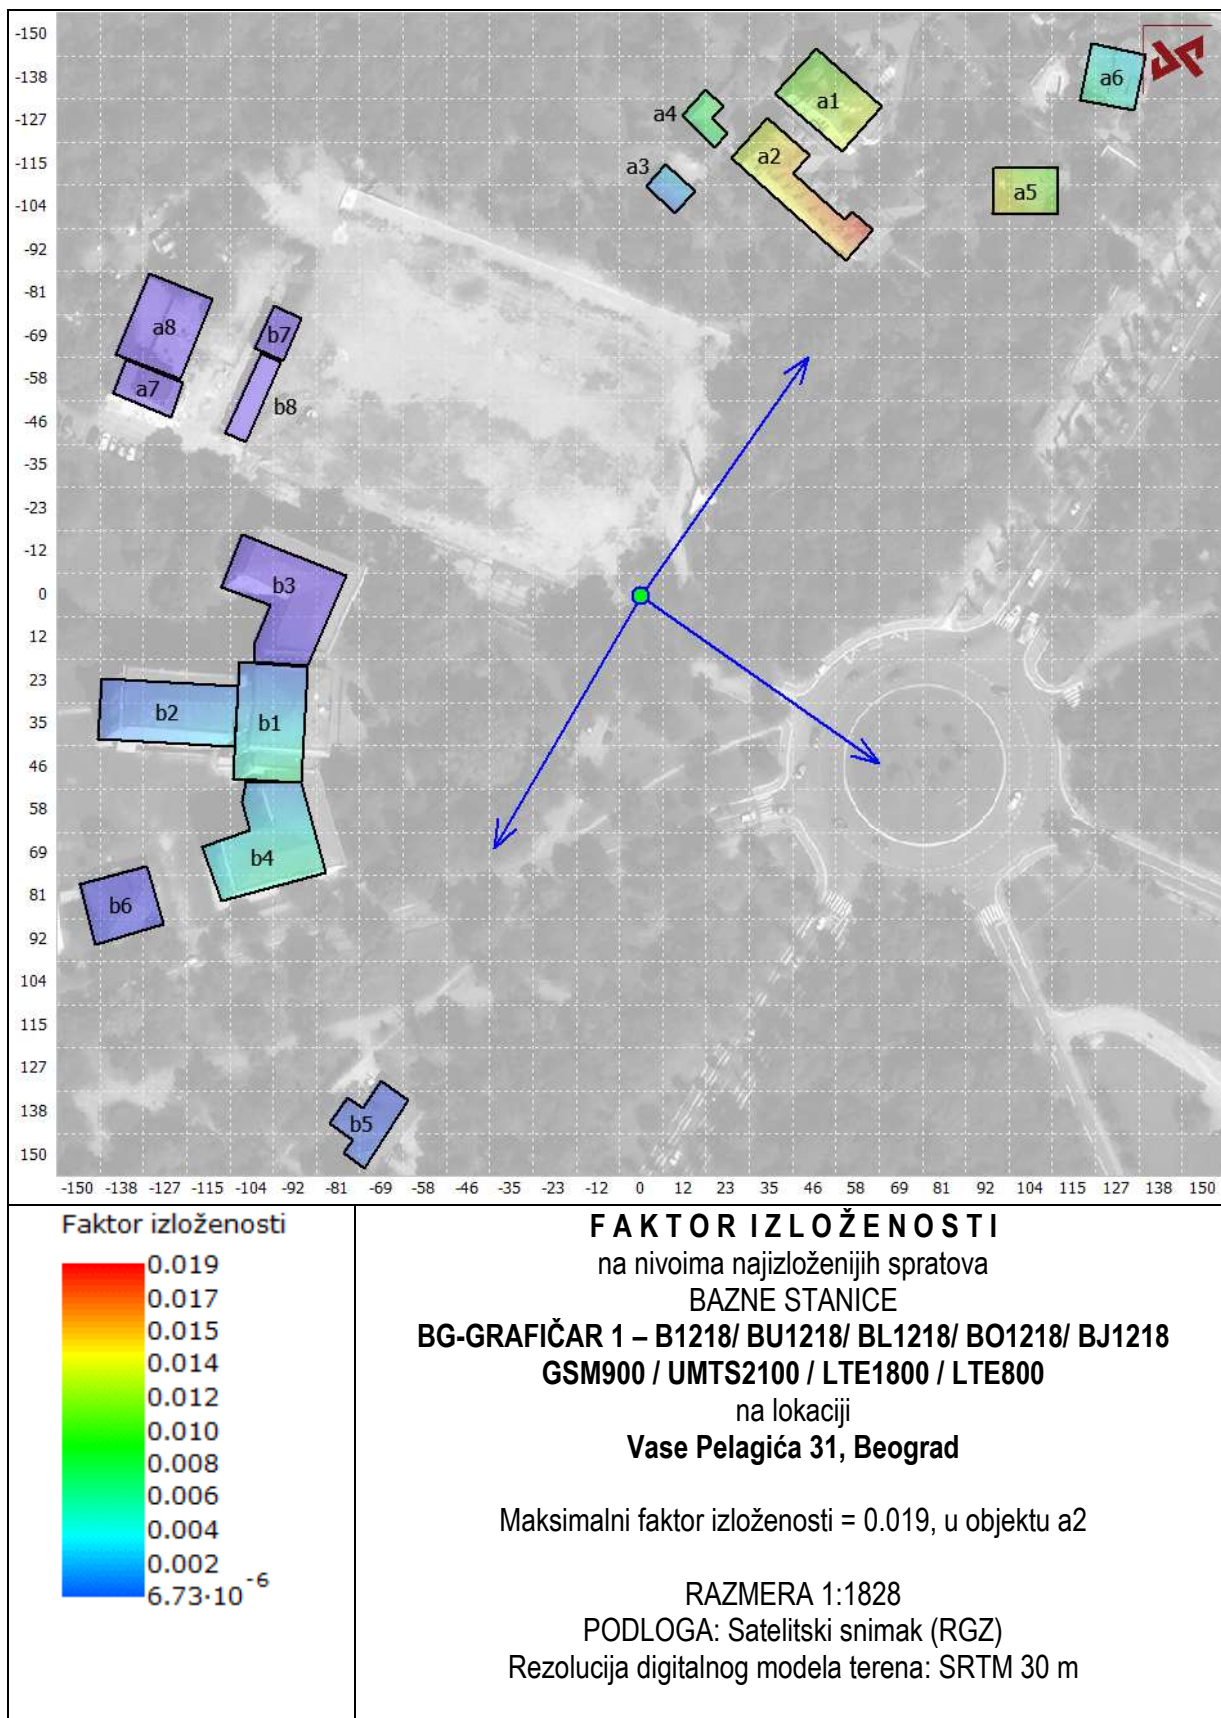 -150
-138
-127
-115
-104
-92
-81
-69
-58
-46
-35
-23
-12
0
12
23
35
46
58
69
81
92
104
115
127
138
150
a6
a1
a4
a2
a3
a5
a8
b7
a7
b8
b3
b2
b1
b4
b6
b5
-150 -138 -127 -115 -104 -92 -81 -69 -58 -46 -35 -23 -12 0 12 23 35 46 58 69 81 92 104 115 127 138 150
Faktor izloženosti
0.019
0.017
0.015
0.014
0.012
0.010
0.008
0.006
0.004
0.002
6.73·10⁻⁶
FAKTOR IZLOŽENOSTI
na nivoima najizloženijih spratova
BAZNE STANICE
BG-GRAFIČAR 1 – B1218/ BU1218/ BL1218/ BO1218/ BJ1218
GSM900 / UMTS2100 / LTE1800 / LTE800
na lokaciji
Vase Pelagića 31, Beograd
Maksimalni faktor izloženosti = 0.019, u objektu a2
RAZMERA 1:1828
PODLOGA: Satelitski snimak (RGZ)
Rezolucija digitalnog modela terena: SRTM 30 m